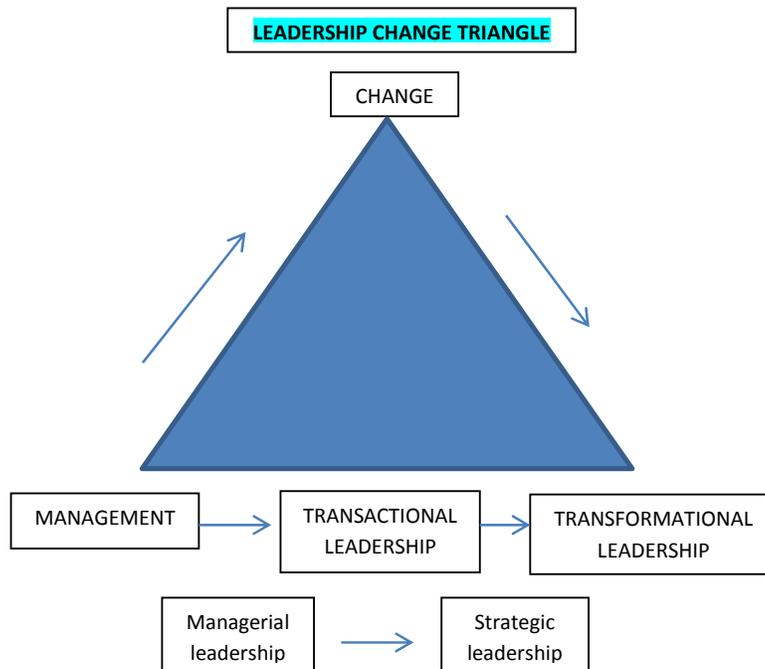 LEADERSHIP CHANGE TRIANGLE
CHANGE
MANAGEMENT
TRANSACTIONAL
LEADERSHIP
TRANSFORMATIONAL
LEADERSHIP
Managerial
leadership
Strategic
leadership